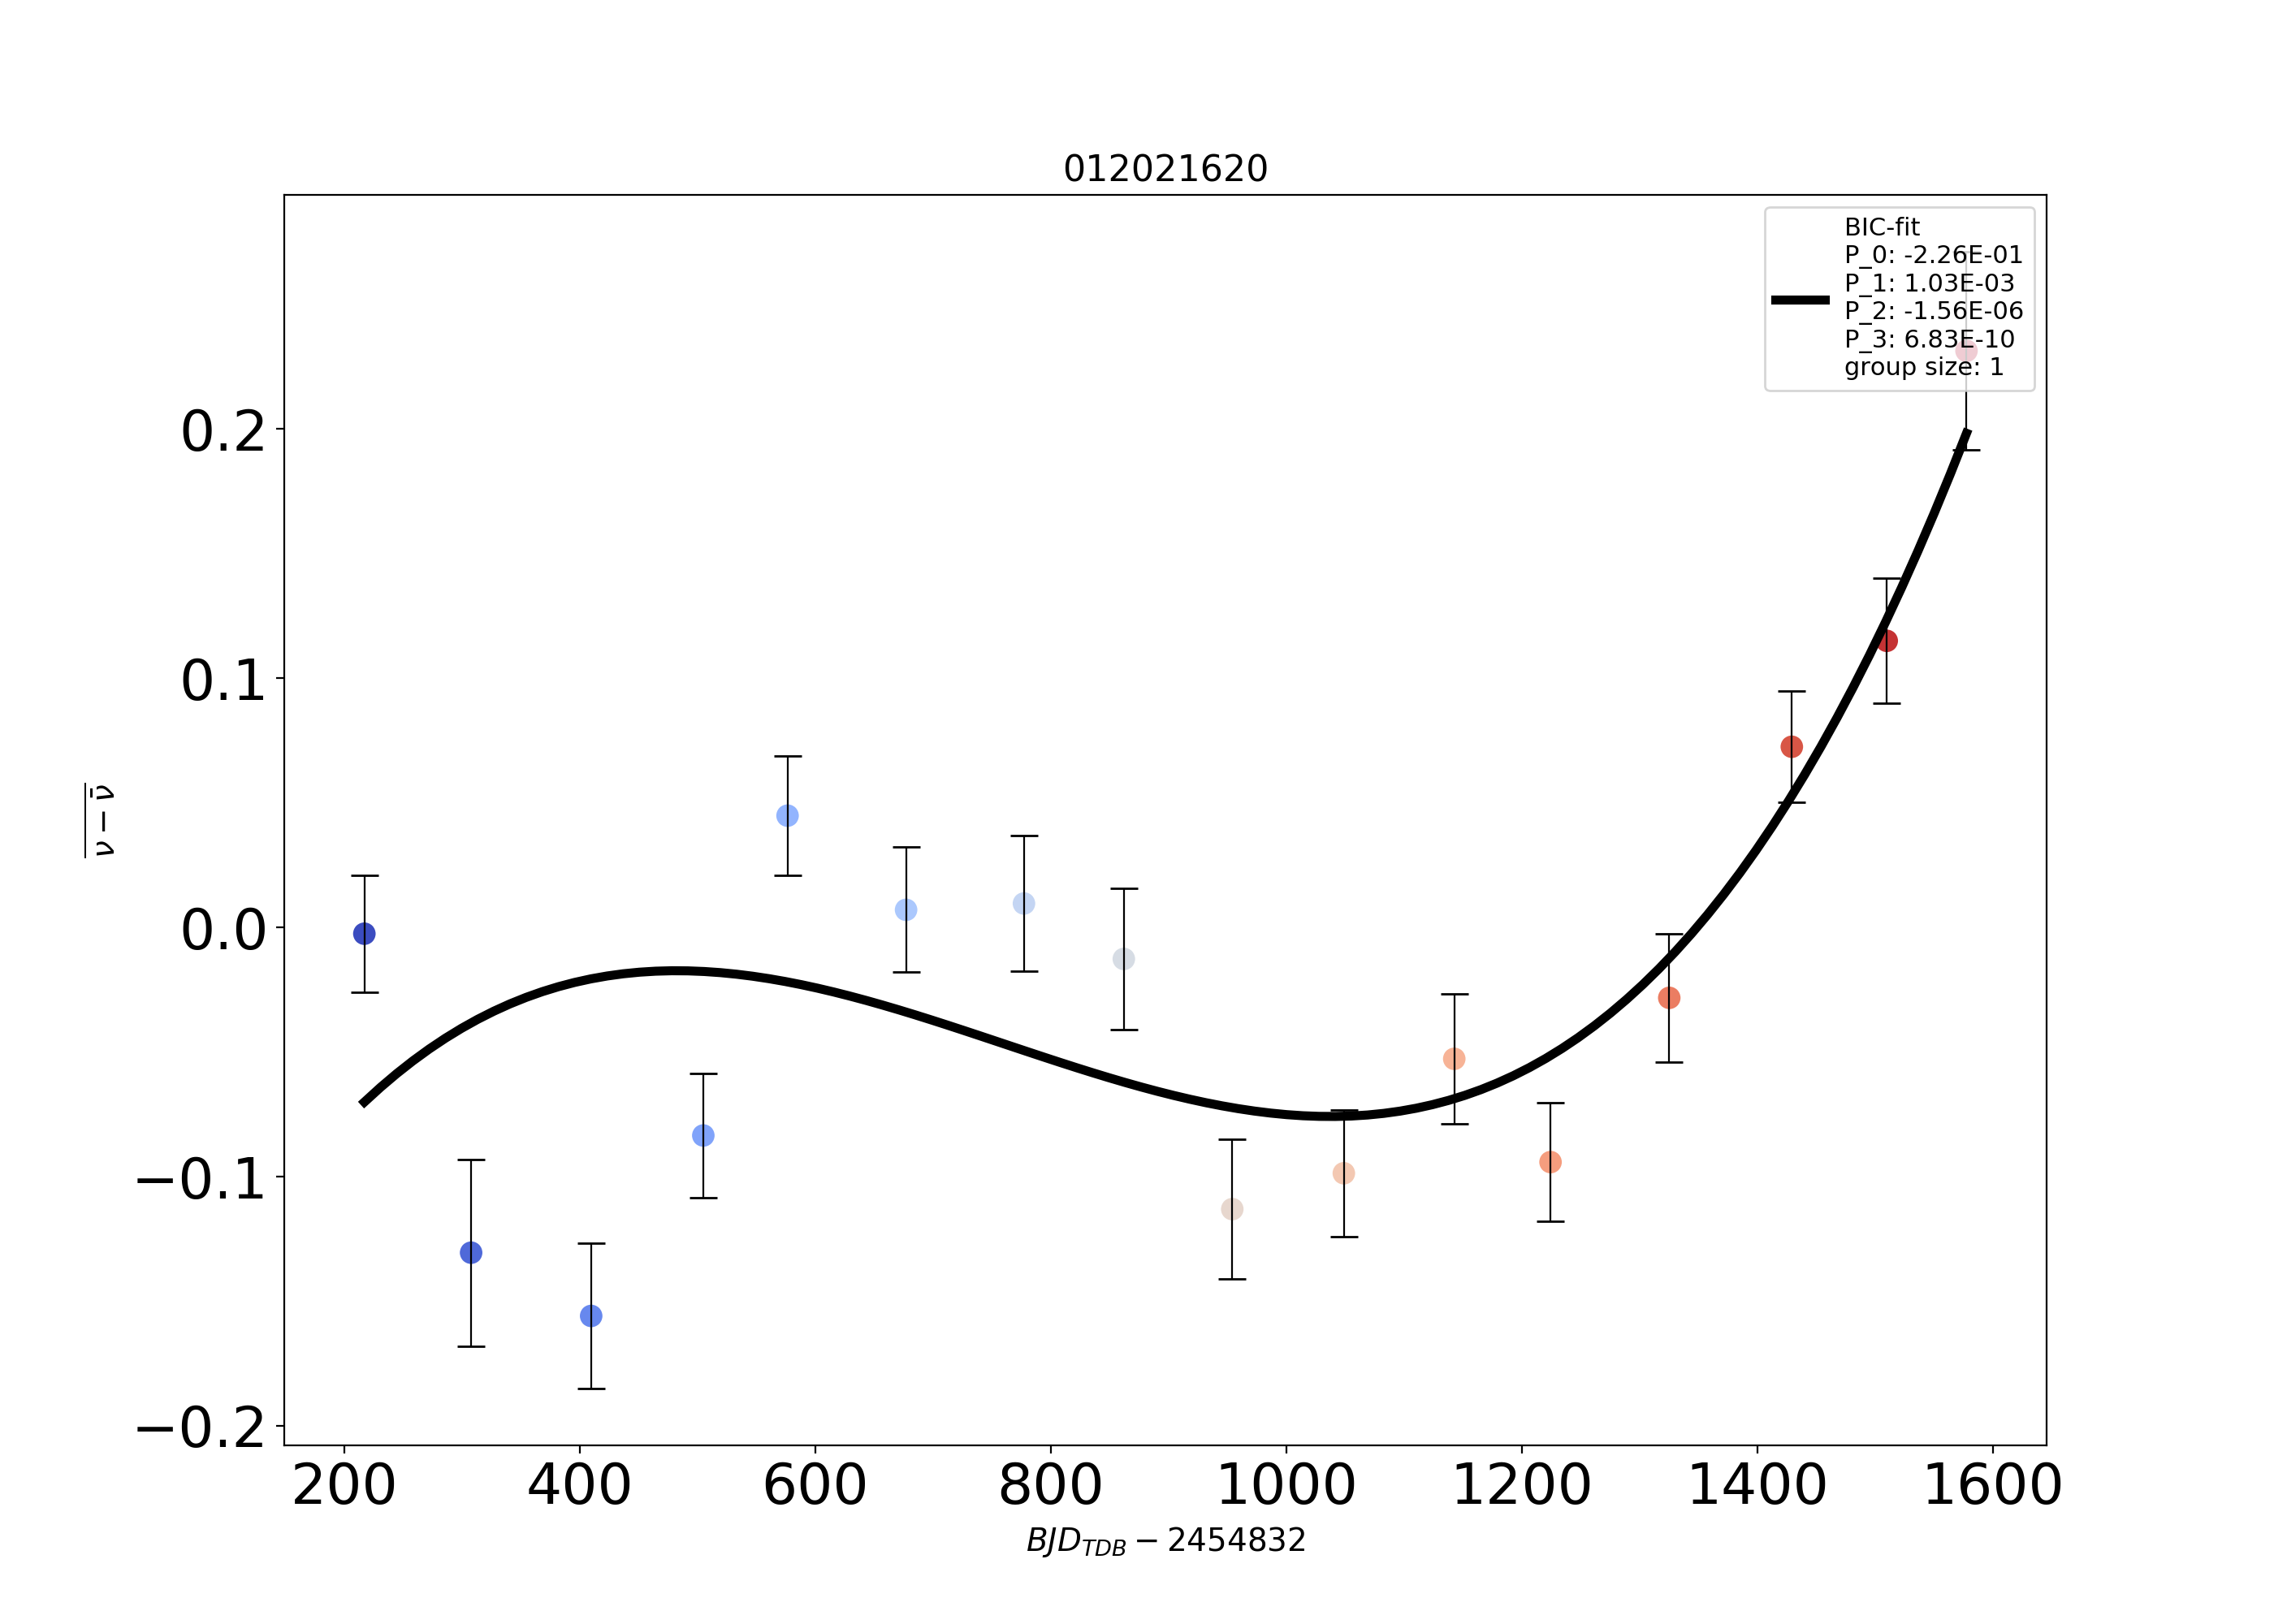 012021620
BIC-fit
P_0: -2.26E-01
P_1: 1.03E-03
P_2: -1.56E-06
P_3: 6.83E-10
group size: 1
0.2
0.1
0.0
−0.1
−0.2
ν − ν̄
200 400 600 800 1000 1200 1400 1600
BJD_TDB − 2454832